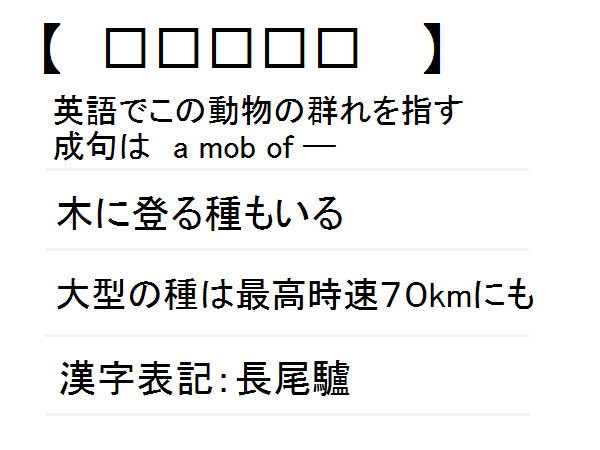 【 □□□□□ 】
英語でこの動物の群れを指す
成句は a mob of ―
木に登る種もいる
大型の種は最高時速70kmにも
漢字表記：長尾驢